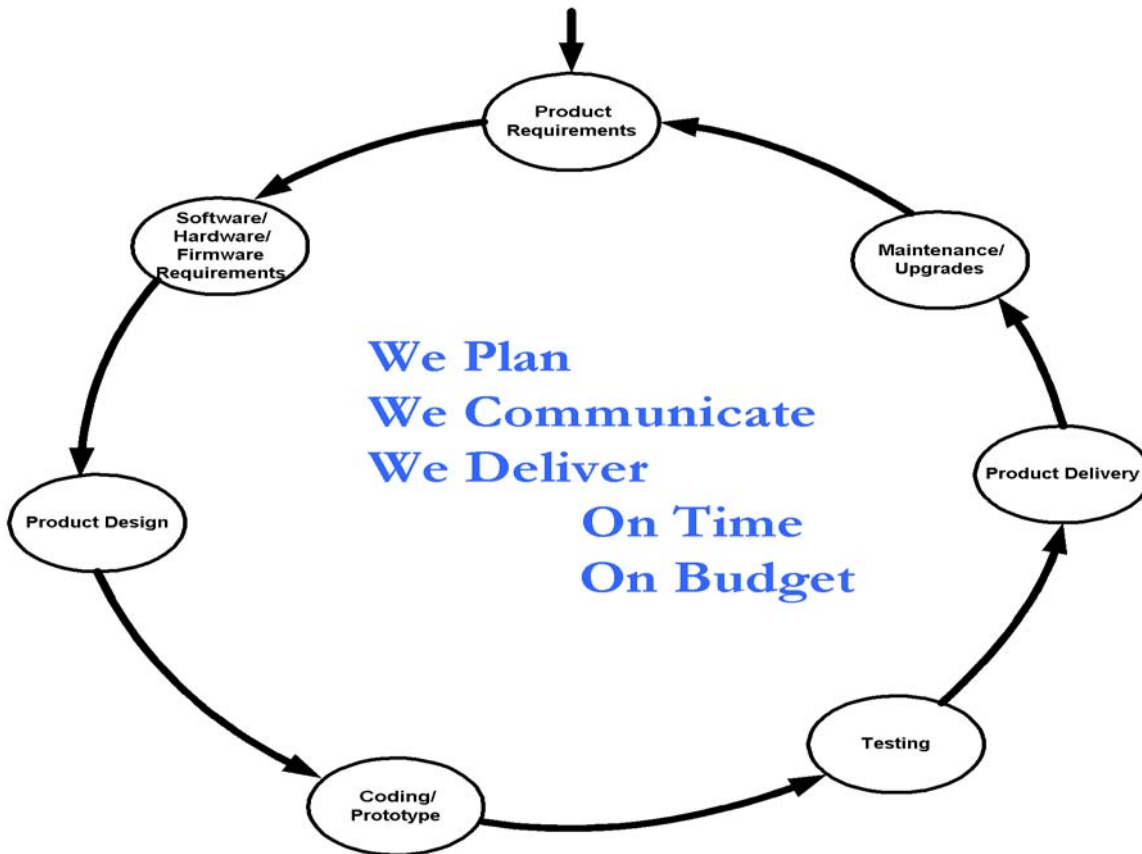 Product
Requirements
Software/
Hardware/
Firmware
Requirements
Maintenance/
Upgrades
We Plan
We Communicate
We Deliver
On Time
On Budget
Product Design
Product Delivery
Coding/
Prototype
Testing